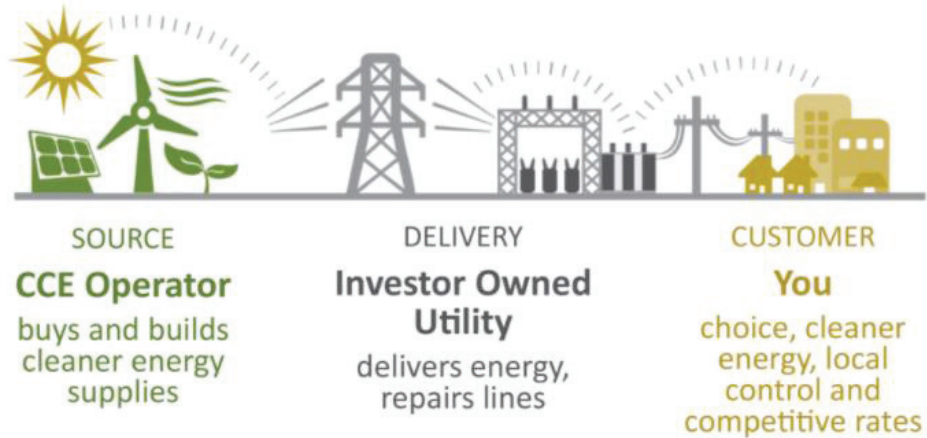 SOURCE
CCE Operator
buys and builds
cleaner energy
supplies
DELIVERY
Investor Owned
Utility
delivers energy,
repairs lines
CUSTOMER
You
choice, cleaner
energy, local
control and
competitive rates